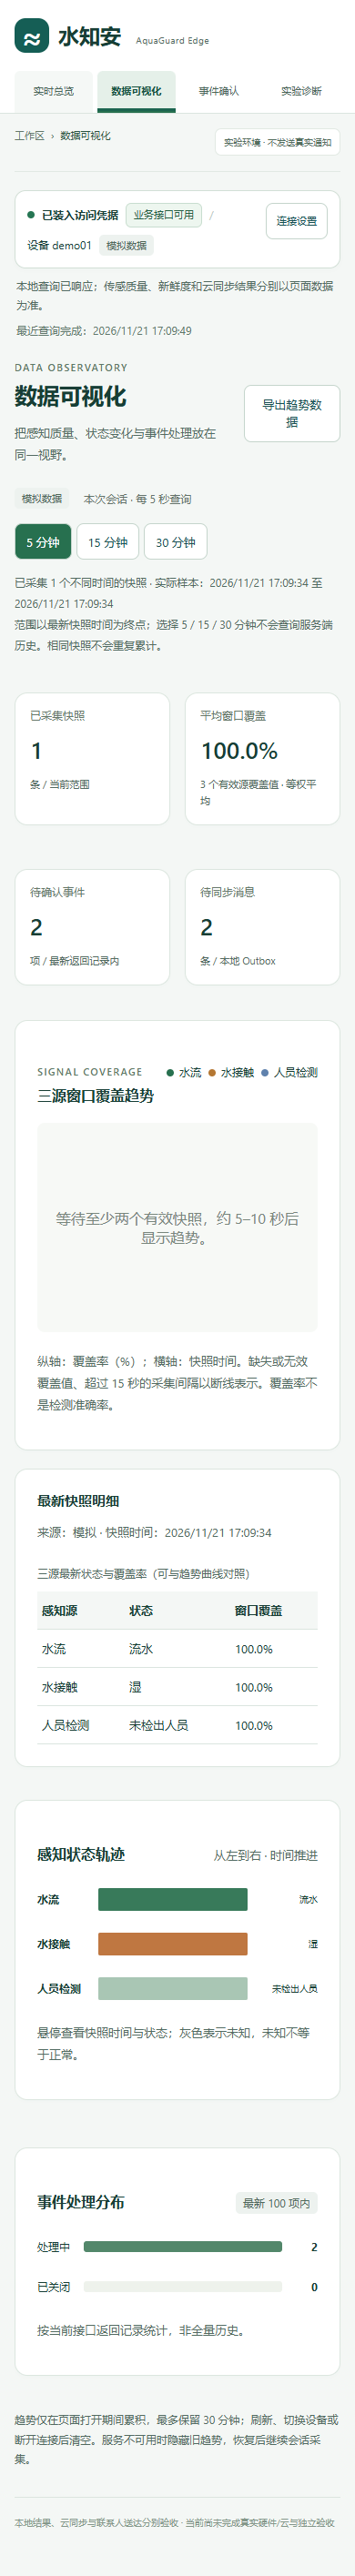 水知安 AquaGuard Edge
实时总览 数据可视化 事件确认 实验诊断
工作区 › 数据可视化
实验环境 · 不发送真实通知
已装入访问凭据 业务接口可用 /
设备 demo01 模拟数据
连接设置
本地查询已响应；传感质量、新鲜度和云同步结果分别以页面数据
为准。
最近查询完成：2026/11/21 17:09:49
DATA OBSERVATORY
数据可视化
把感知质量、状态变化与事件处理放在
同一视野。
导出趋势数
据
模拟数据 本次会话 · 每 5 秒查询
5 分钟 15 分钟 30 分钟
已采集 1 个不同时间的快照 · 实际样本：2026/11/21 17:09:34 至
2026/11/21 17:09:34
范围以最新快照时间为终点；选择 5 / 15 / 30 分钟不会查询服务端
历史。相同快照不会重复累计。
已采集快照
1
条 / 当前范围
平均窗口覆盖
100.0%
3 个有效源覆盖值 · 等权平
均
待确认事件
2
项 / 最新返回记录内
待同步消息
2
条 / 本地 Outbox
SIGNAL COVERAGE
三源窗口覆盖趋势
水流 水接触 人员检测
等待至少两个有效快照，约 5–10 秒后
显示趋势。
纵轴：覆盖率（%）；横轴：快照时间。缺失或无效
覆盖值、超过 15 秒的采集间隔以断线表示。覆盖率不
是检测准确率。
最新快照明细
来源：模拟 · 快照时间：2026/11/21 17:09:34
三源最新状态与覆盖率（可与趋势曲线对照）
感知源 状态 窗口覆盖
水流 流水 100.0%
水接触 湿 100.0%
人员检测 未检出人员 100.0%
感知状态轨迹 从左到右 · 时间推进
水流 流水
水接触 湿
人员检测 未检出人员
悬停查看快照时间与状态；灰色表示未知，未知不等
于正常。
事件处理分布 最新 100 项内
处理中 2
已关闭 0
按当前接口返回记录统计，非全量历史。
趋势仅在页面打开期间累积，最多保留 30 分钟；刷新、切换设备或
断开连接后清空。服务不可用时隐藏旧趋势，恢复后继续会话采
集。
本地结果、云同步与联系人送达分别验收 · 当前尚未完成真实硬件/云与独立验收